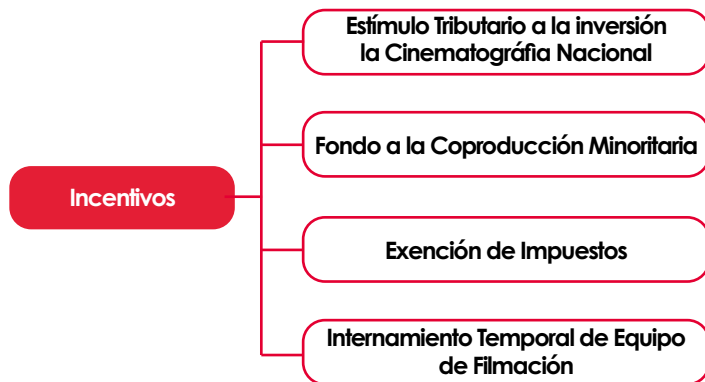 Estímulo Tributario a la inversión
la Cinematográfia Nacional
Fondo a la Coproducción Minoritaria
Incentivos
Exención de Impuestos
Internamiento Temporal de Equipo
de Filmación